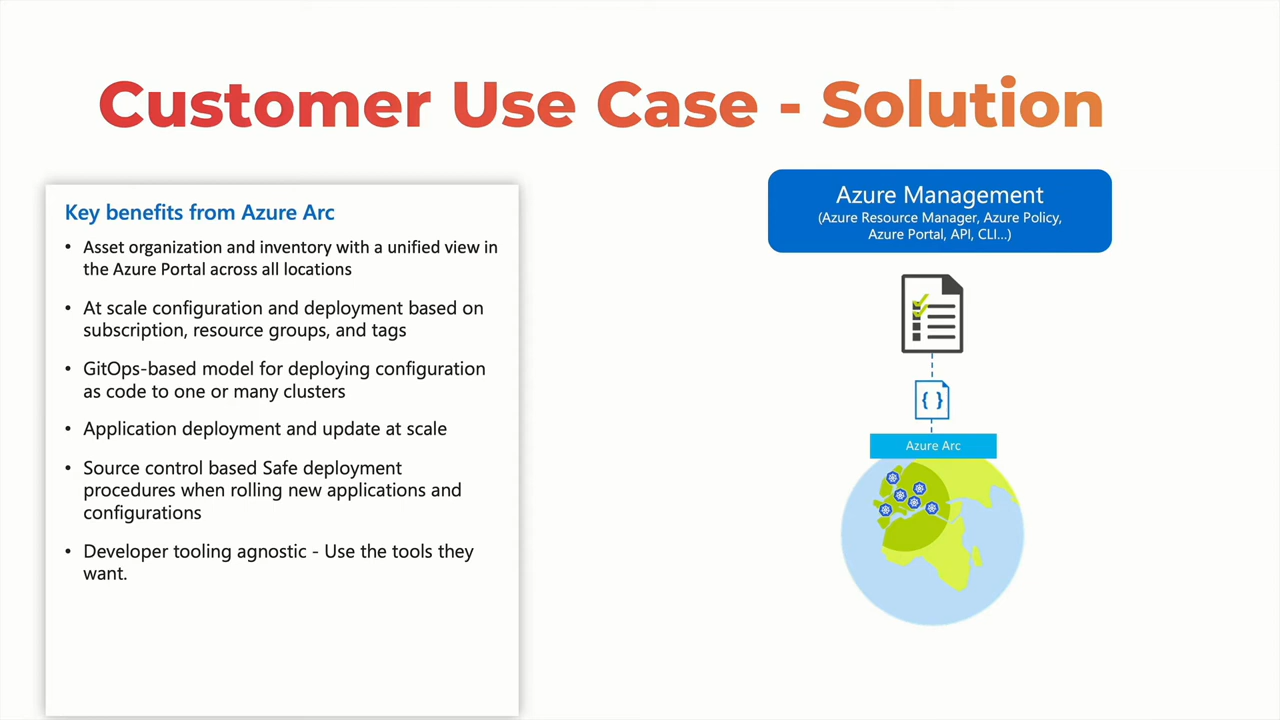 Customer Use Case - Solution
Key benefits from Azure Arc
• Asset organization and inventory with a unified view in
the Azure Portal across all locations
• At scale configuration and deployment based on
subscription, resource groups, and tags
• GitOps-based model for deploying configuration
as code to one or many clusters
• Application deployment and update at scale
• Source control based Safe deployment
procedures when rolling new applications and
configurations
• Developer tooling agnostic - Use the tools they
want.
Azure Management
(Azure Resource Manager, Azure Policy,
Azure Portal, API, CLI...)
{ }
Azure Arc